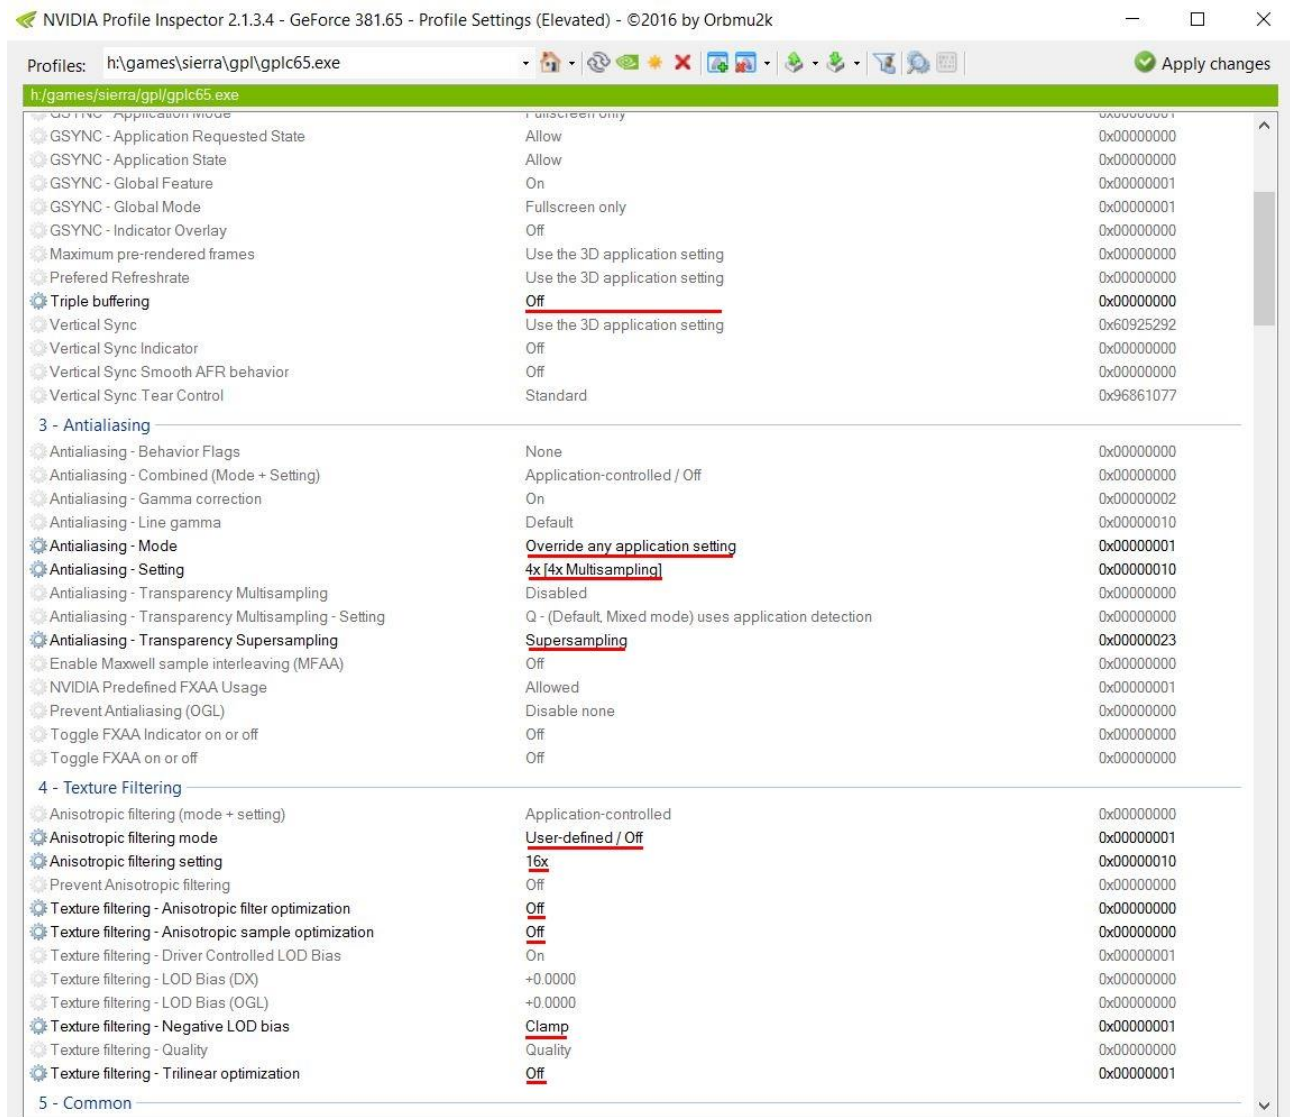 NVIDIA Profile Inspector 2.1.3.4 - GeForce 381.65 - Profile Settings (Elevated) - ©2016 by Orbmu2k
Profiles: h:\games\sierra\gpl\gplc65.exe Apply changes
h:/games/sierra/gpl/gplc65.exe
GSYNC - Application Mode Fullscreen only 0x00000001
GSYNC - Application Requested State Allow 0x00000000
GSYNC - Application State Allow 0x00000000
GSYNC - Global Feature On 0x00000001
GSYNC - Global Mode Fullscreen only 0x00000001
GSYNC - Indicator Overlay Off 0x00000000
Maximum pre-rendered frames Use the 3D application setting 0x00000000
Prefered Refreshrate Use the 3D application setting 0x00000000
Triple buffering Off 0x00000000
Vertical Sync Use the 3D application setting 0x60925292
Vertical Sync Indicator Off 0x00000000
Vertical Sync Smooth AFR behavior Off 0x00000000
Vertical Sync Tear Control Standard 0x96861077
3 - Antialiasing
Antialiasing - Behavior Flags None 0x00000000
Antialiasing - Combined (Mode + Setting) Application-controlled / Off 0x00000000
Antialiasing - Gamma correction On 0x00000002
Antialiasing - Line gamma Default 0x00000010
Antialiasing - Mode Override any application setting 0x00000001
Antialiasing - Setting 4x [4x Multisampling] 0x00000010
Antialiasing - Transparency Multisampling Disabled 0x00000000
Antialiasing - Transparency Multisampling - Setting Q - (Default, Mixed mode) uses application detection 0x00000000
Antialiasing - Transparency Supersampling Supersampling 0x00000023
Enable Maxwell sample interleaving (MFAA) Off 0x00000000
NVIDIA Predefined FXAA Usage Allowed 0x00000001
Prevent Antialiasing (OGL) Disable none 0x00000000
Toggle FXAA Indicator on or off Off 0x00000000
Toggle FXAA on or off Off 0x00000000
4 - Texture Filtering
Anisotropic filtering (mode + setting) Application-controlled 0x00000000
Anisotropic filtering mode User-defined / Off 0x00000001
Anisotropic filtering setting 16x 0x00000010
Prevent Anisotropic filtering Off 0x00000000
Texture filtering - Anisotropic filter optimization Off 0x00000000
Texture filtering - Anisotropic sample optimization Off 0x00000000
Texture filtering - Driver Controlled LOD Bias On 0x00000001
Texture filtering - LOD Bias (DX) +0.0000 0x00000000
Texture filtering - LOD Bias (OGL) +0.0000 0x00000000
Texture filtering - Negative LOD bias Clamp 0x00000001
Texture filtering - Quality Quality 0x00000000
Texture filtering - Trilinear optimization Off 0x00000001
5 - Common